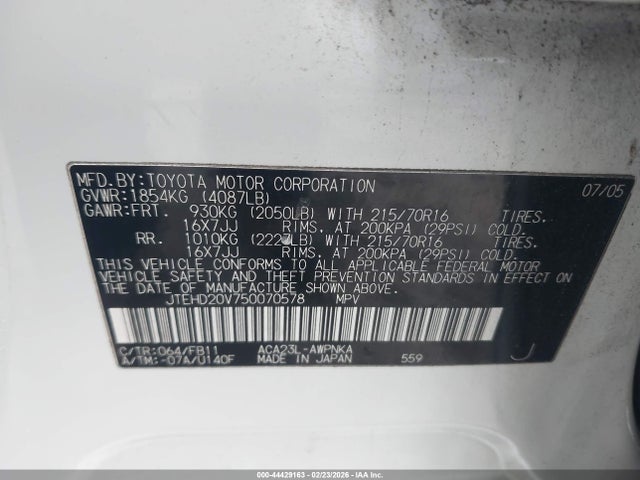 MFD.BY:TOYOTA MOTOR CORPORATION 07/05
GVWR:1854KG (4087LB)
GAWR:FRT. 930KG (2050LB) WITH 215/70R16 TIRES.
16X7JJ RIMS. AT 200KPA (29PSI) COLD.
RR. 1010KG (2227LB) WITH 215/70R16 TIRES.
16X7JJ RIMS. AT 200KPA (29PSI) COLD.
THIS VEHICLE CONFORMS TO ALL APPLICABLE FEDERAL MOTOR
VEHICLE SAFETY AND THEFT PREVENTION STANDARDS IN EFFECT ON
THE DATE OF MANUFACTURE SHOWN ABOVE.
JTEHD20V750070578 MPV
C/TR:064/FB11 ACA23L-AWPNKA
A/TM:-07A/U140F MADE IN JAPAN 559 J
000-44429163 - 02/23/2026 - IAA Inc.